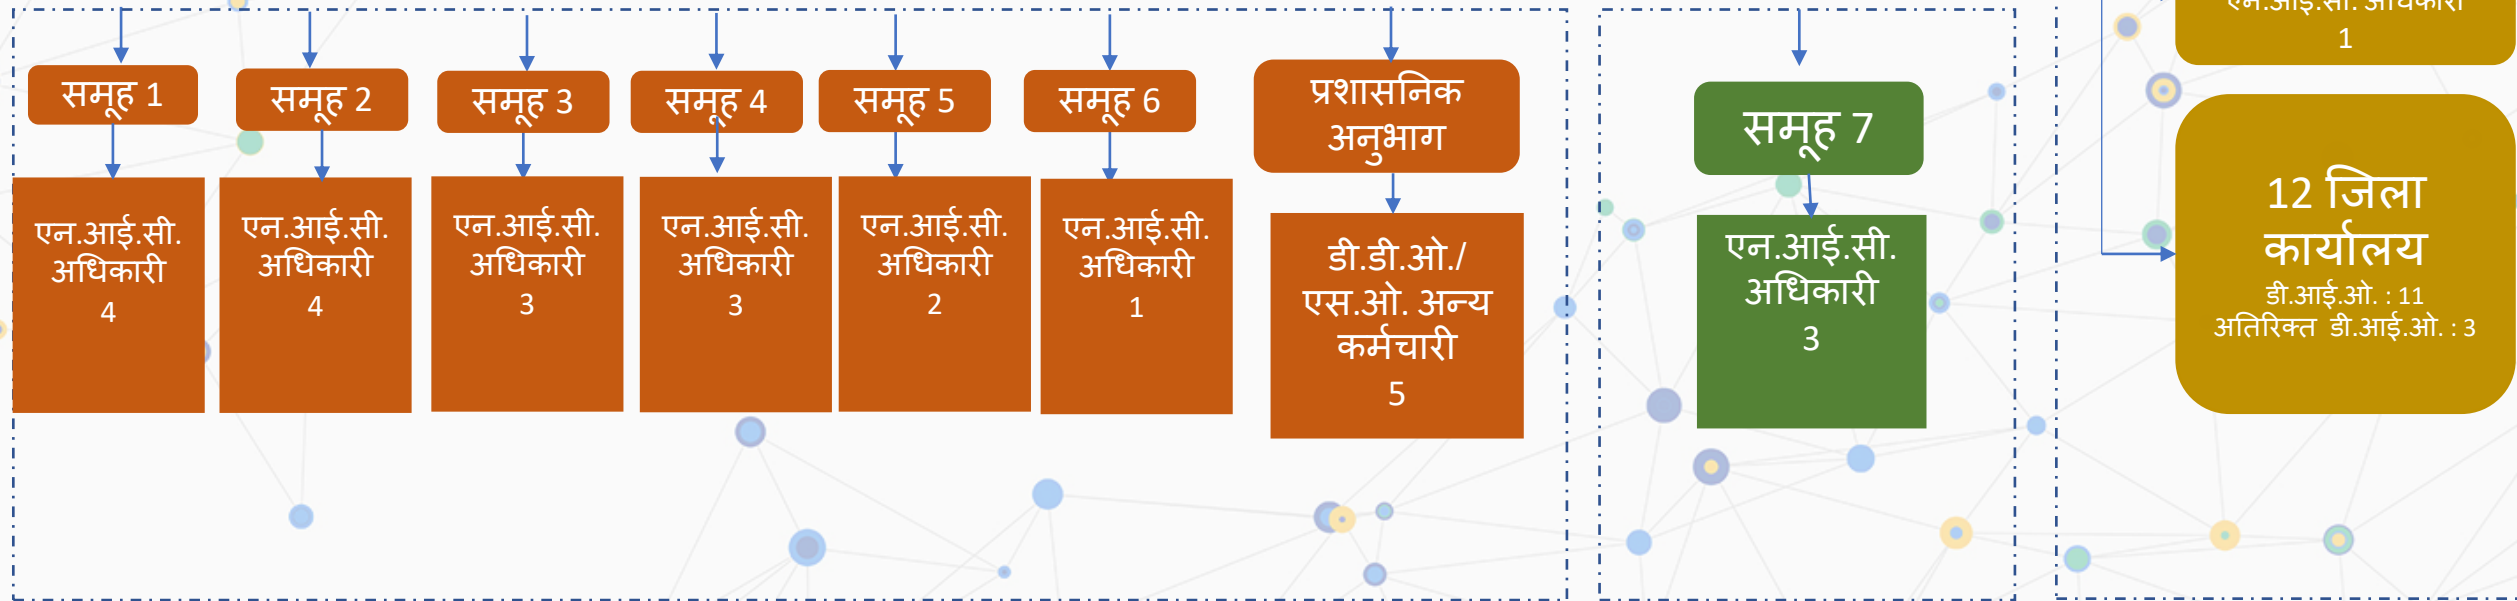 समूह 1
एन.आई.सी.
अधिकारी
4
समूह 2
एन.आई.सी.
अधिकारी
4
समूह 3
एन.आई.सी.
अधिकारी
3
समूह 4
एन.आई.सी.
अधिकारी
3
समूह 5
एन.आई.सी.
अधिकारी
2
समूह 6
एन.आई.सी.
अधिकारी
1
प्रशासनिक
अनुभाग
डी.डी.ओ./
एस.ओ. अन्य
कर्मचारी
5
समूह 7
एन.आई.सी.
अधिकारी
3
एन.आई.सी. अधिकारी
1
12 जिला
कार्यालय
डी.आई.ओ. : 11
अतिरिक्त डी.आई.ओ. : 3